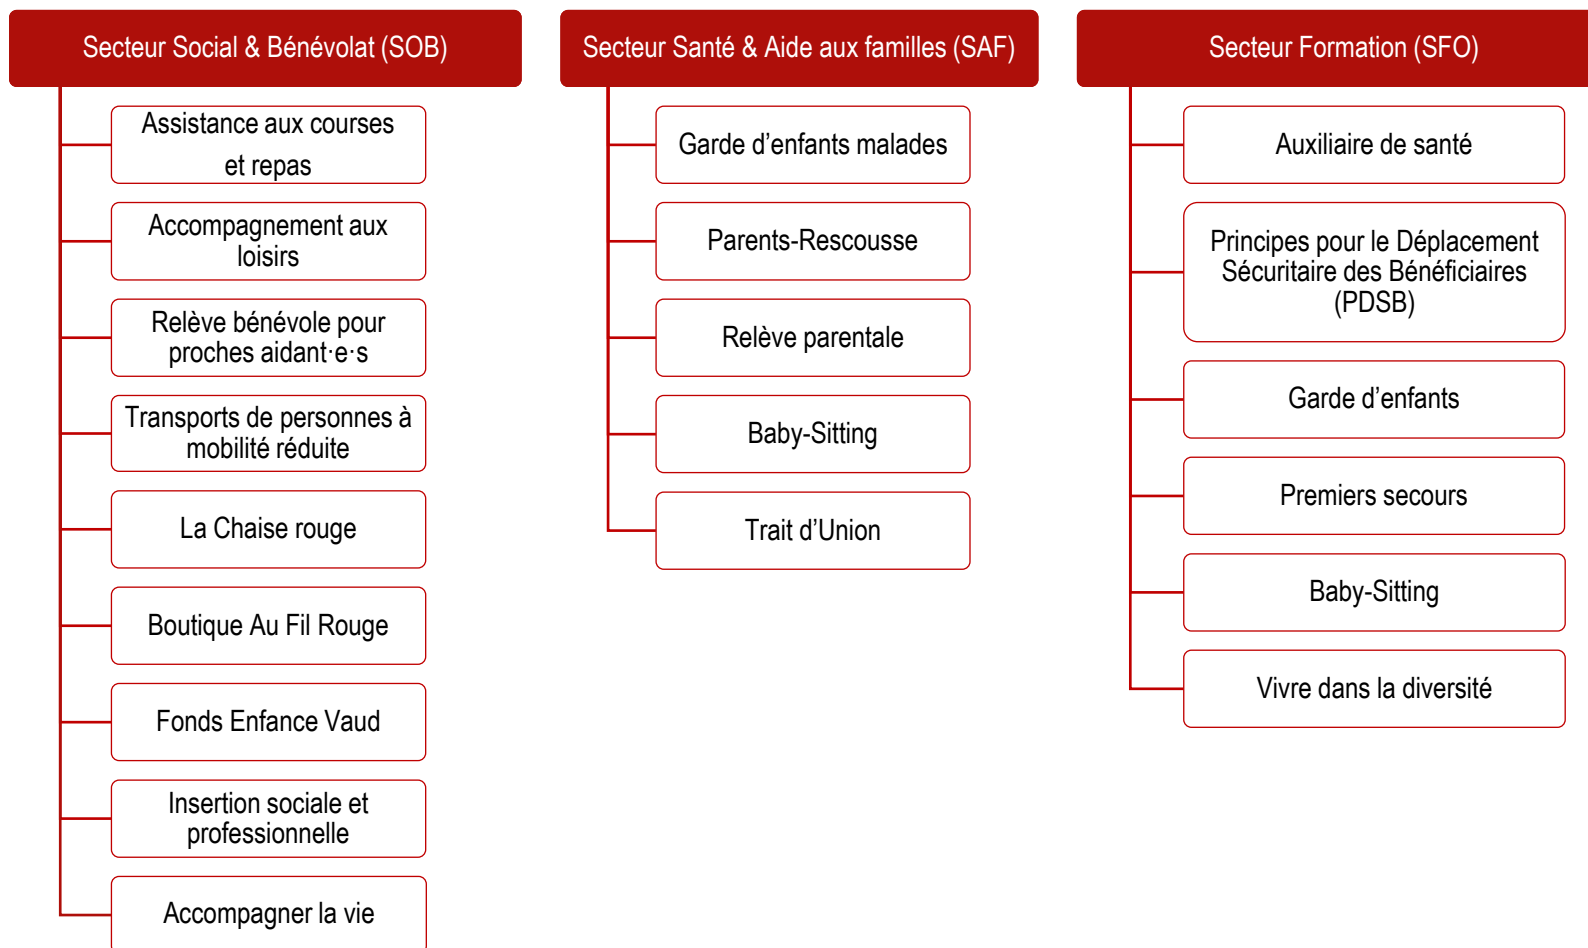 Secteur Social & Bénévolat (SOB)
Assistance aux courses
et repas
Accompagnement aux
loisirs
Relève bénévole pour
proches aidant·e·s
Transports de personnes à
mobilité réduite
La Chaise rouge
Boutique Au Fil Rouge
Fonds Enfance Vaud
Insertion sociale et
professionnelle
Accompagner la vie
Secteur Santé & Aide aux familles (SAF)
Garde d’enfants malades
Parents-Rescousse
Relève parentale
Baby-Sitting
Trait d’Union
Secteur Formation (SFO)
Auxiliaire de santé
Principes pour le Déplacement
Sécuritaire des Bénéficiaires
(PDSB)
Garde d’enfants
Premiers secours
Baby-Sitting
Vivre dans la diversité